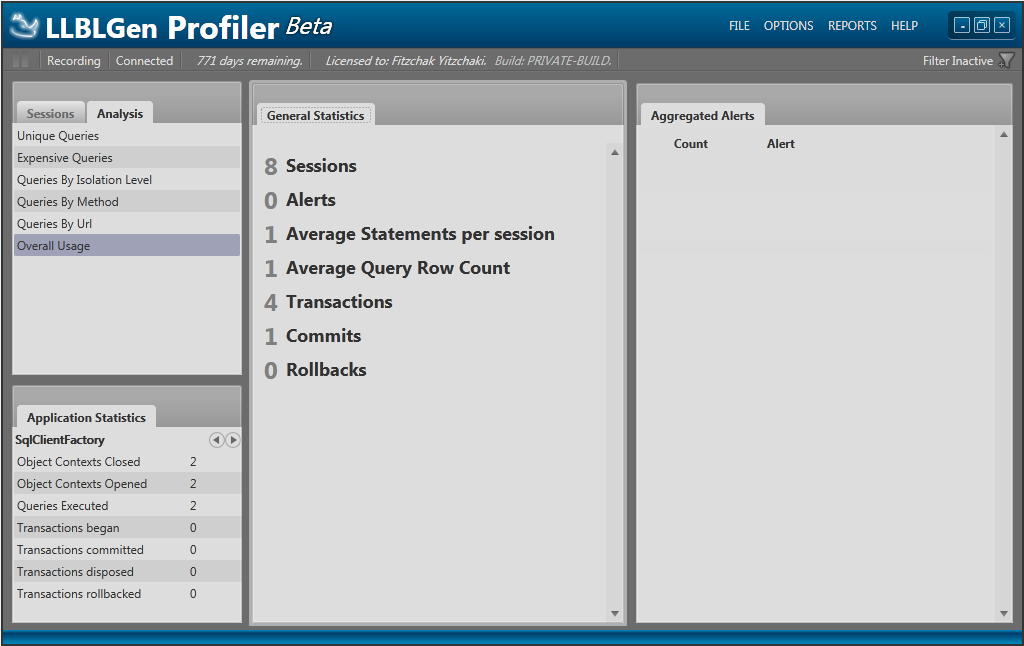 LLBLGen Profiler Beta
FILE OPTIONS REPORTS HELP
Recording Connected 771 days remaining. Licensed to: Fitzchak Yitzchaki. Build: PRIVATE-BUILD. Filter Inactive
Sessions Analysis
Unique Queries
Expensive Queries
Queries By Isolation Level
Queries By Method
Queries By Url
Overall Usage
Application Statistics
SqlClientFactory
Object Contexts Closed 2
Object Contexts Opened 2
Queries Executed 2
Transactions began 0
Transactions committed 0
Transactions disposed 0
Transactions rollbacked 0
General Statistics
8 Sessions
0 Alerts
1 Average Statements per session
1 Average Query Row Count
4 Transactions
1 Commits
0 Rollbacks
Aggregated Alerts
Count Alert